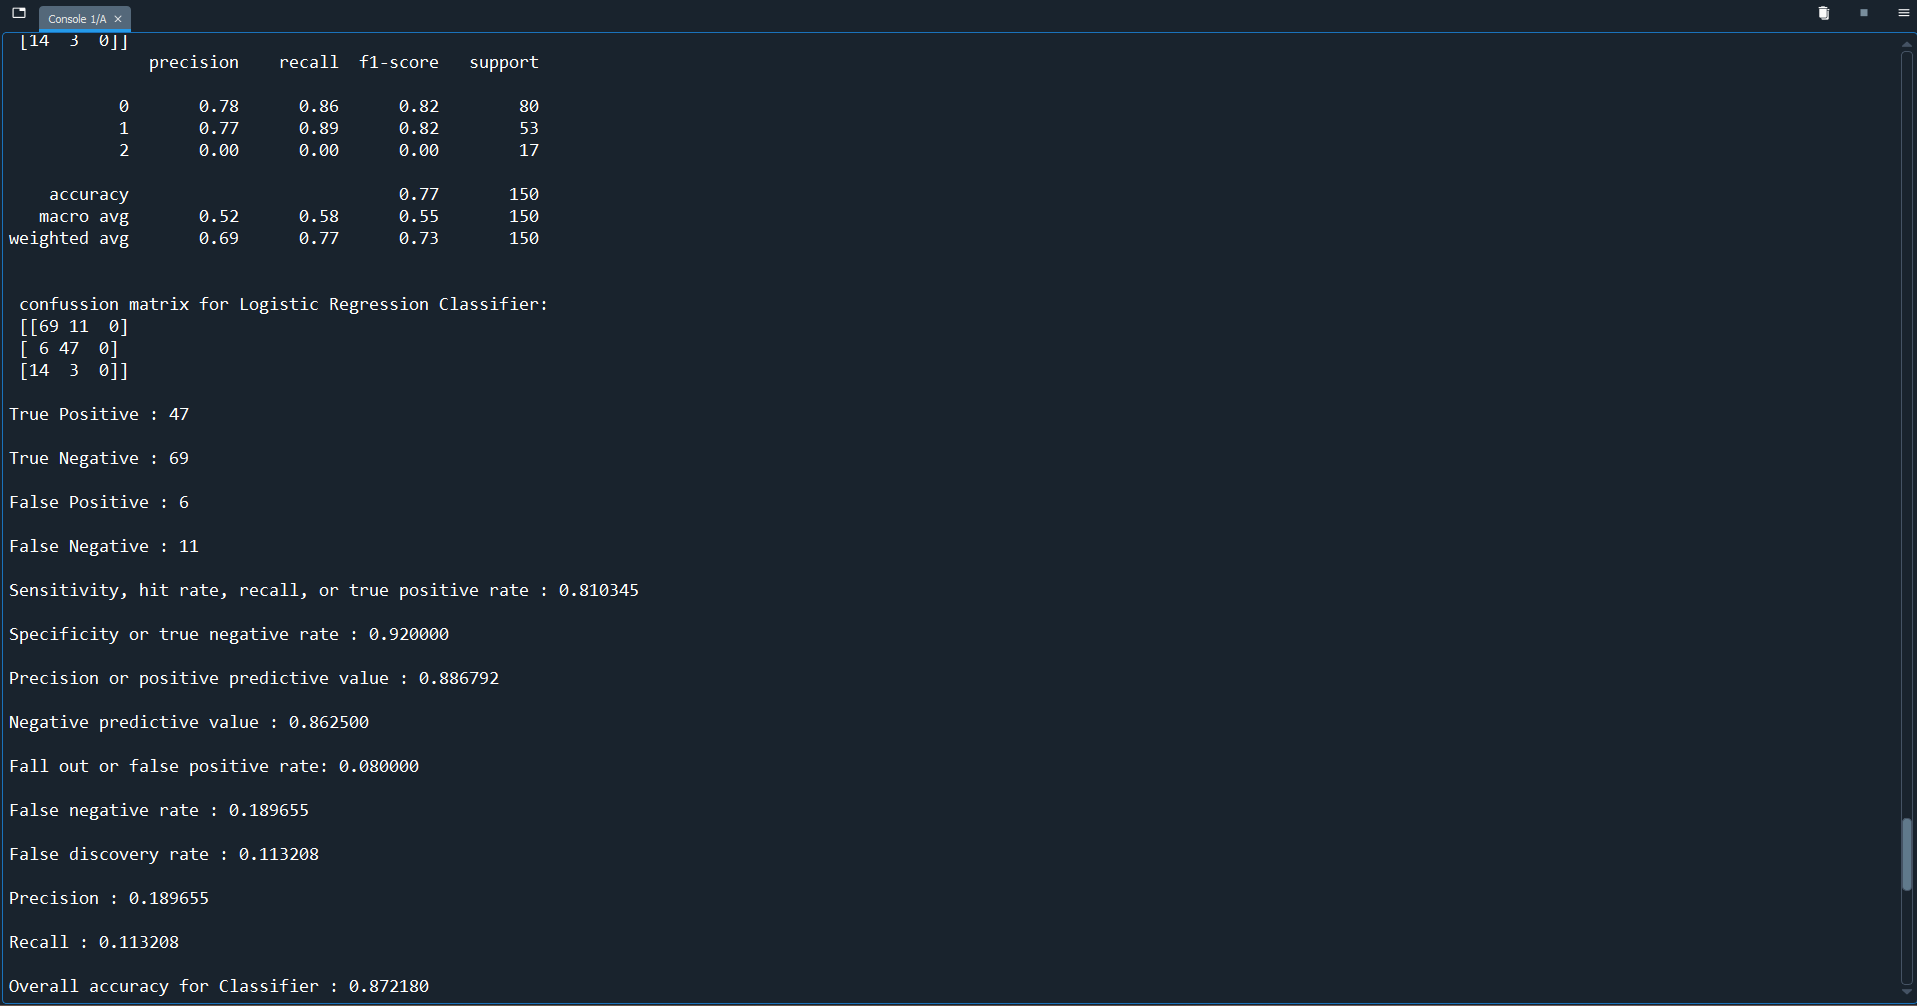 Console 1/A
[14  3  0]]
precision    recall  f1-score   support
0       0.78      0.86      0.82        80
1       0.77      0.89      0.82        53
2       0.00      0.00      0.00        17
accuracy                           0.77       150
macro avg       0.52      0.58      0.55       150
weighted avg       0.69      0.77      0.73       150
confussion matrix for Logistic Regression Classifier:
[[69 11  0]
[ 6 47  0]
[14  3  0]]
True Positive : 47
True Negative : 69
False Positive : 6
False Negative : 11
Sensitivity, hit rate, recall, or true positive rate : 0.810345
Specificity or true negative rate : 0.920000
Precision or positive predictive value : 0.886792
Negative predictive value : 0.862500
Fall out or false positive rate: 0.080000
False negative rate : 0.189655
False discovery rate : 0.113208
Precision : 0.189655
Recall : 0.113208
Overall accuracy for Classifier : 0.872180